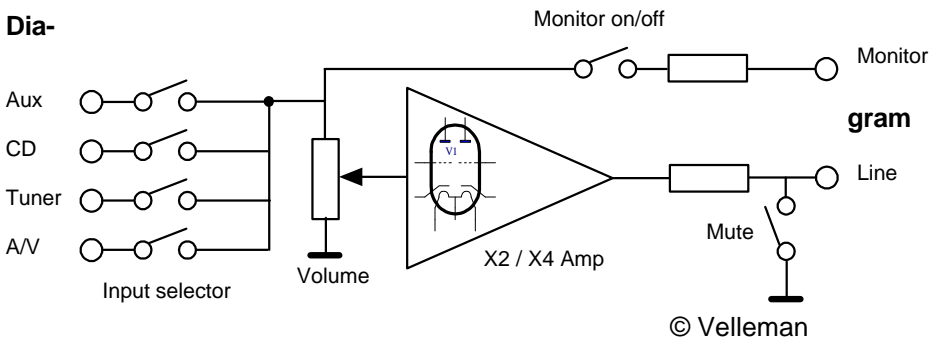 Dia-
Monitor on/off
Monitor
Aux
gram
CD
V1
Tuner
Line
A/V
Mute
X2 / X4 Amp
Volume
Input selector
© Velleman